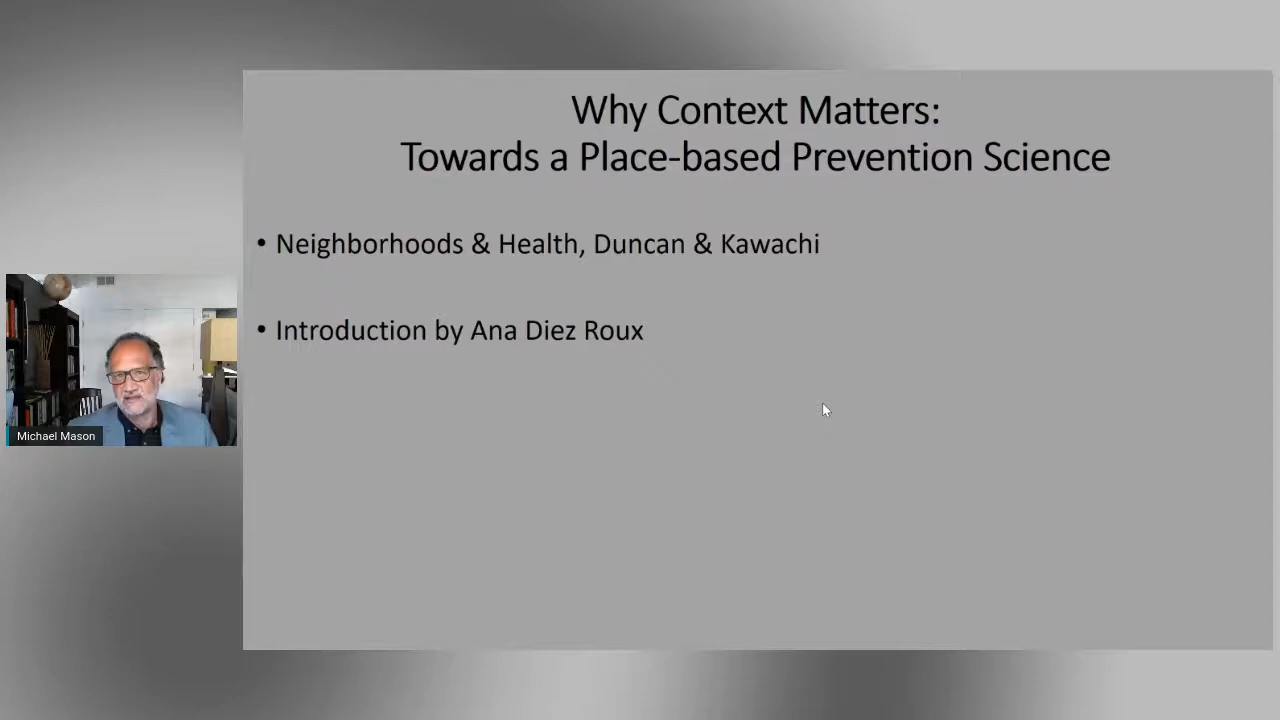 Why Context Matters:
Towards a Place-based Prevention Science
• Neighborhoods & Health, Duncan & Kawachi
• Introduction by Ana Diez Roux
Michael Mason